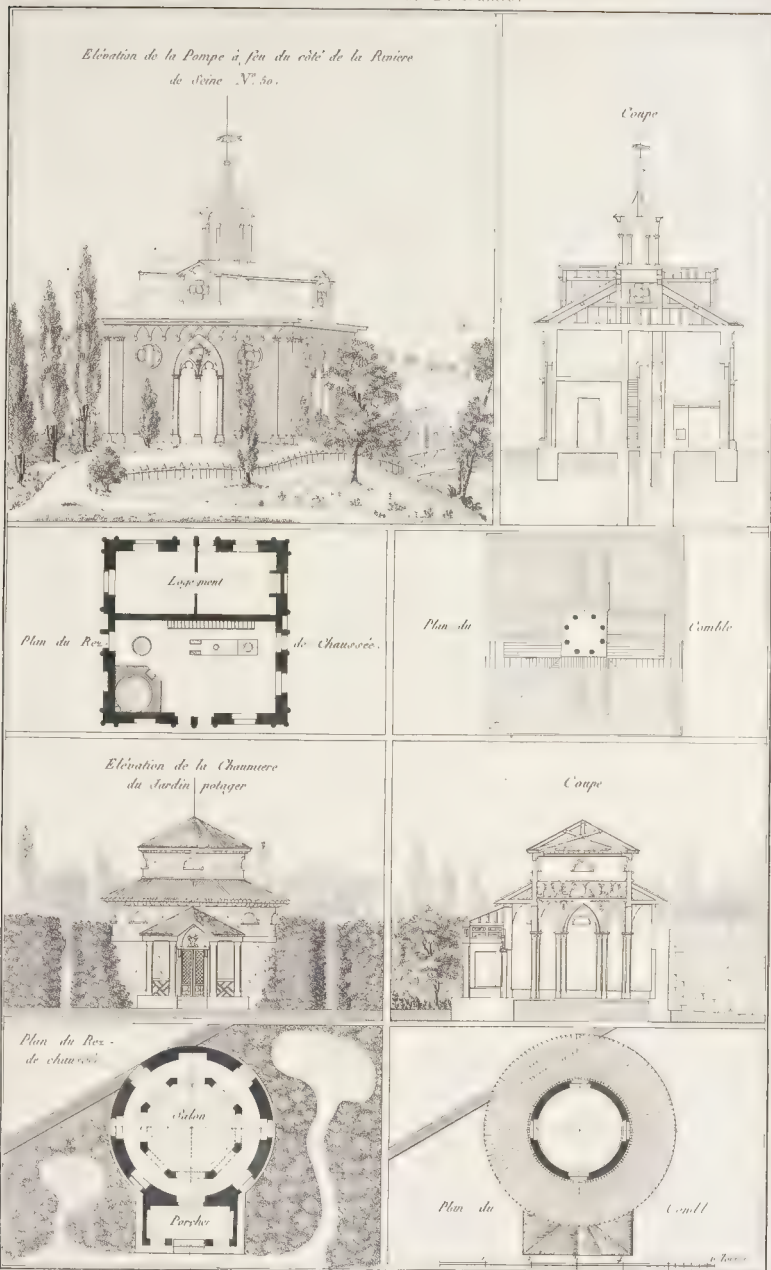 Elévation de la Pompe à feu du côté de la Riviere
de Seine N.º 50.
Coupe
Logement
Plan du Rez-
de Chaussée.
Plan du
Comble
Elévation de la Chaumiere
du Jardin potager
Coupe
Plan du Rez-
de chaussée
Salon
Porche
Plan du